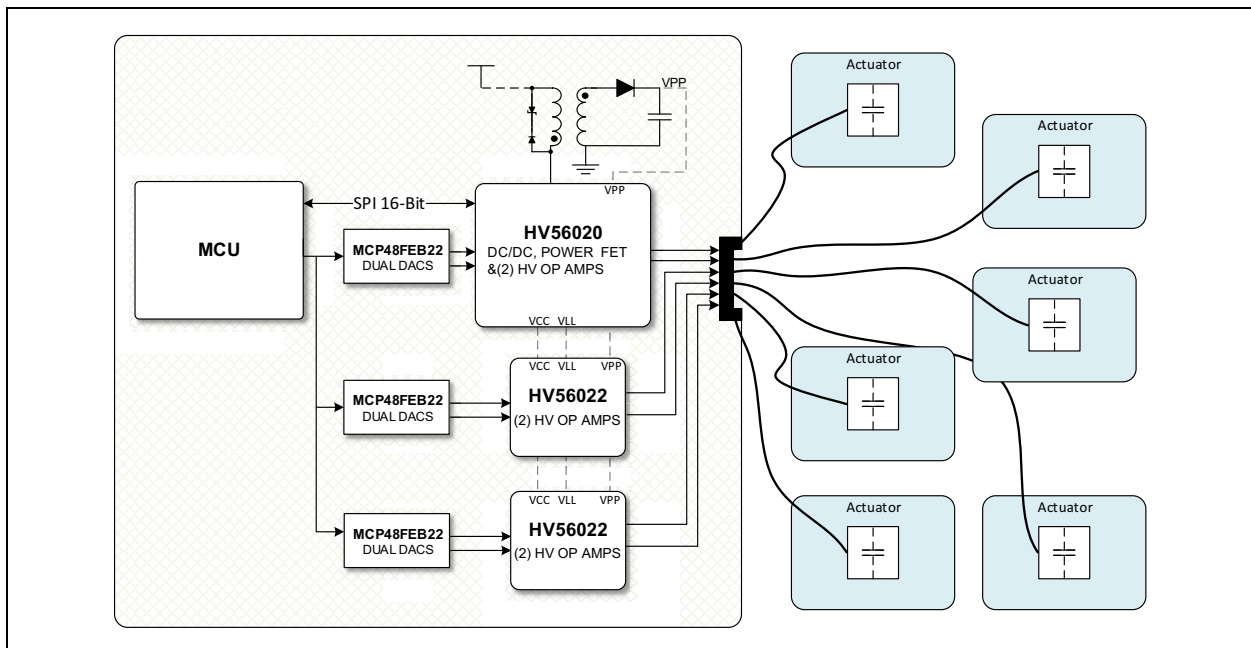 Actuator
VPP
Actuator
VPP
MCU
SPI 16-Bit
HV56020
DC/DC, POWER FET
&(2) HV OP AMPS
MCP48FEB22
DUAL DACS
Actuator
VCC VLL
VCC VLL VPP
Actuator
MCP48FEB22
DUAL DACS
HV56022
(2) HV OP AMPS
VCC VLL VPP
Actuator
Actuator
MCP48FEB22
DUAL DACS
HV56022
(2) HV OP AMPS